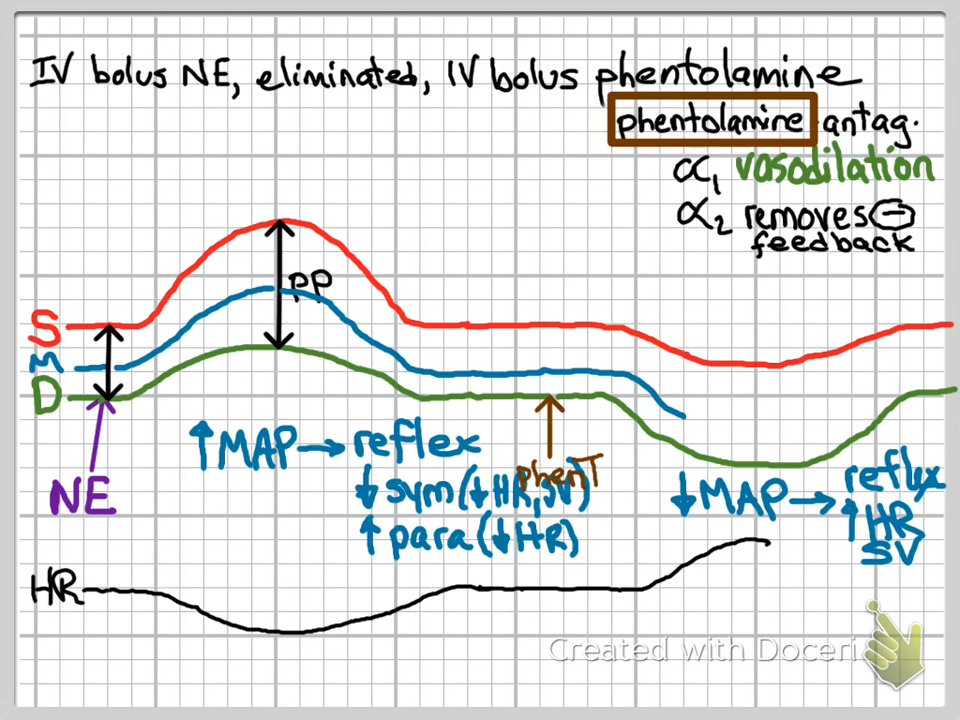 IV bolus NE, eliminated, IV bolus phentolamine
phentolamine antag.
α₁ vasodilation
α₂ removes ⊖
feedback
PP
S
M
D
NE
↑MAP → reflex
↓ sym (↓HR, SV)
↑ para (↓HR)
phenT
↓MAP → reflex
↑ HR
SV
HR
Created with Doceri